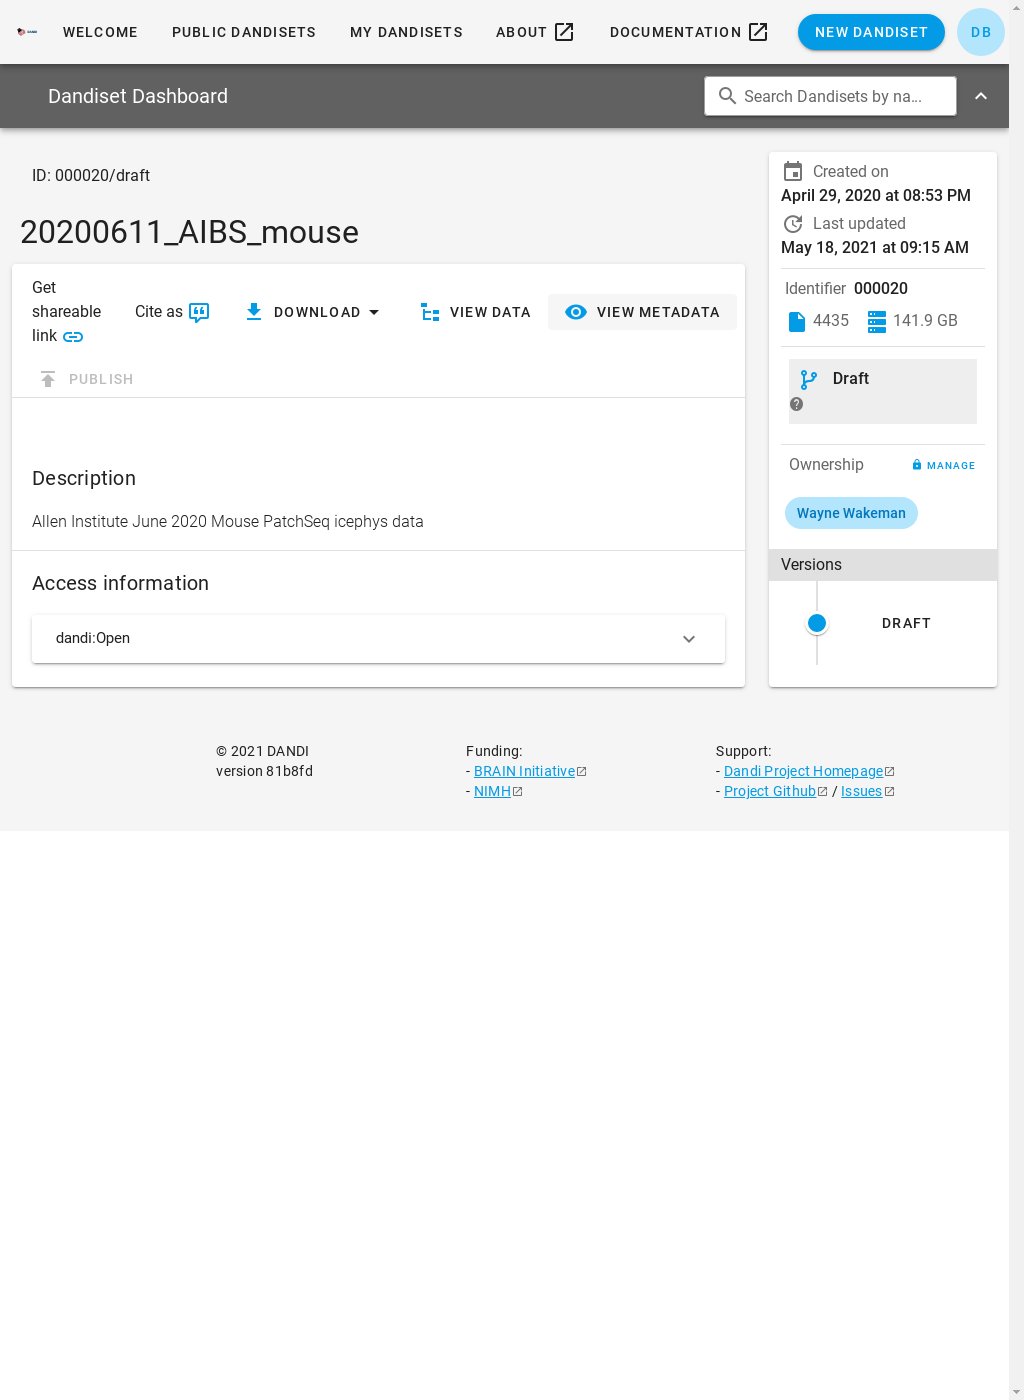 WELCOME
PUBLIC DANDISETS
MY DANDISETS
ABOUT
DOCUMENTATION
NEW DANDISET
DB
Dandiset Dashboard
Search Dandisets by na...
ID: 000020/draft
20200611_AIBS_mouse
Get
shareable
link
Cite as
DOWNLOAD
VIEW DATA
VIEW METADATA
PUBLISH
Description
Allen Institute June 2020 Mouse PatchSeq icephys data
Access information
dandi:Open
Created on
April 29, 2020 at 08:53 PM
Last updated
May 18, 2021 at 09:15 AM
Identifier 000020
4435
141.9 GB
Draft
Ownership
MANAGE
Wayne Wakeman
Versions
DRAFT
© 2021 DANDI
version 81b8fd
Funding:
- BRAIN Initiative
- NIMH
Support:
- Dandi Project Homepage
- Project Github / Issues